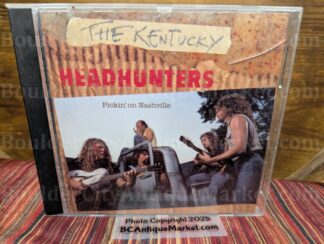 THE KENTUCKY
HEADHUNTERS
Pickin' on Nashville
Photo Copyright 2025
BCAntiqueMarket.com